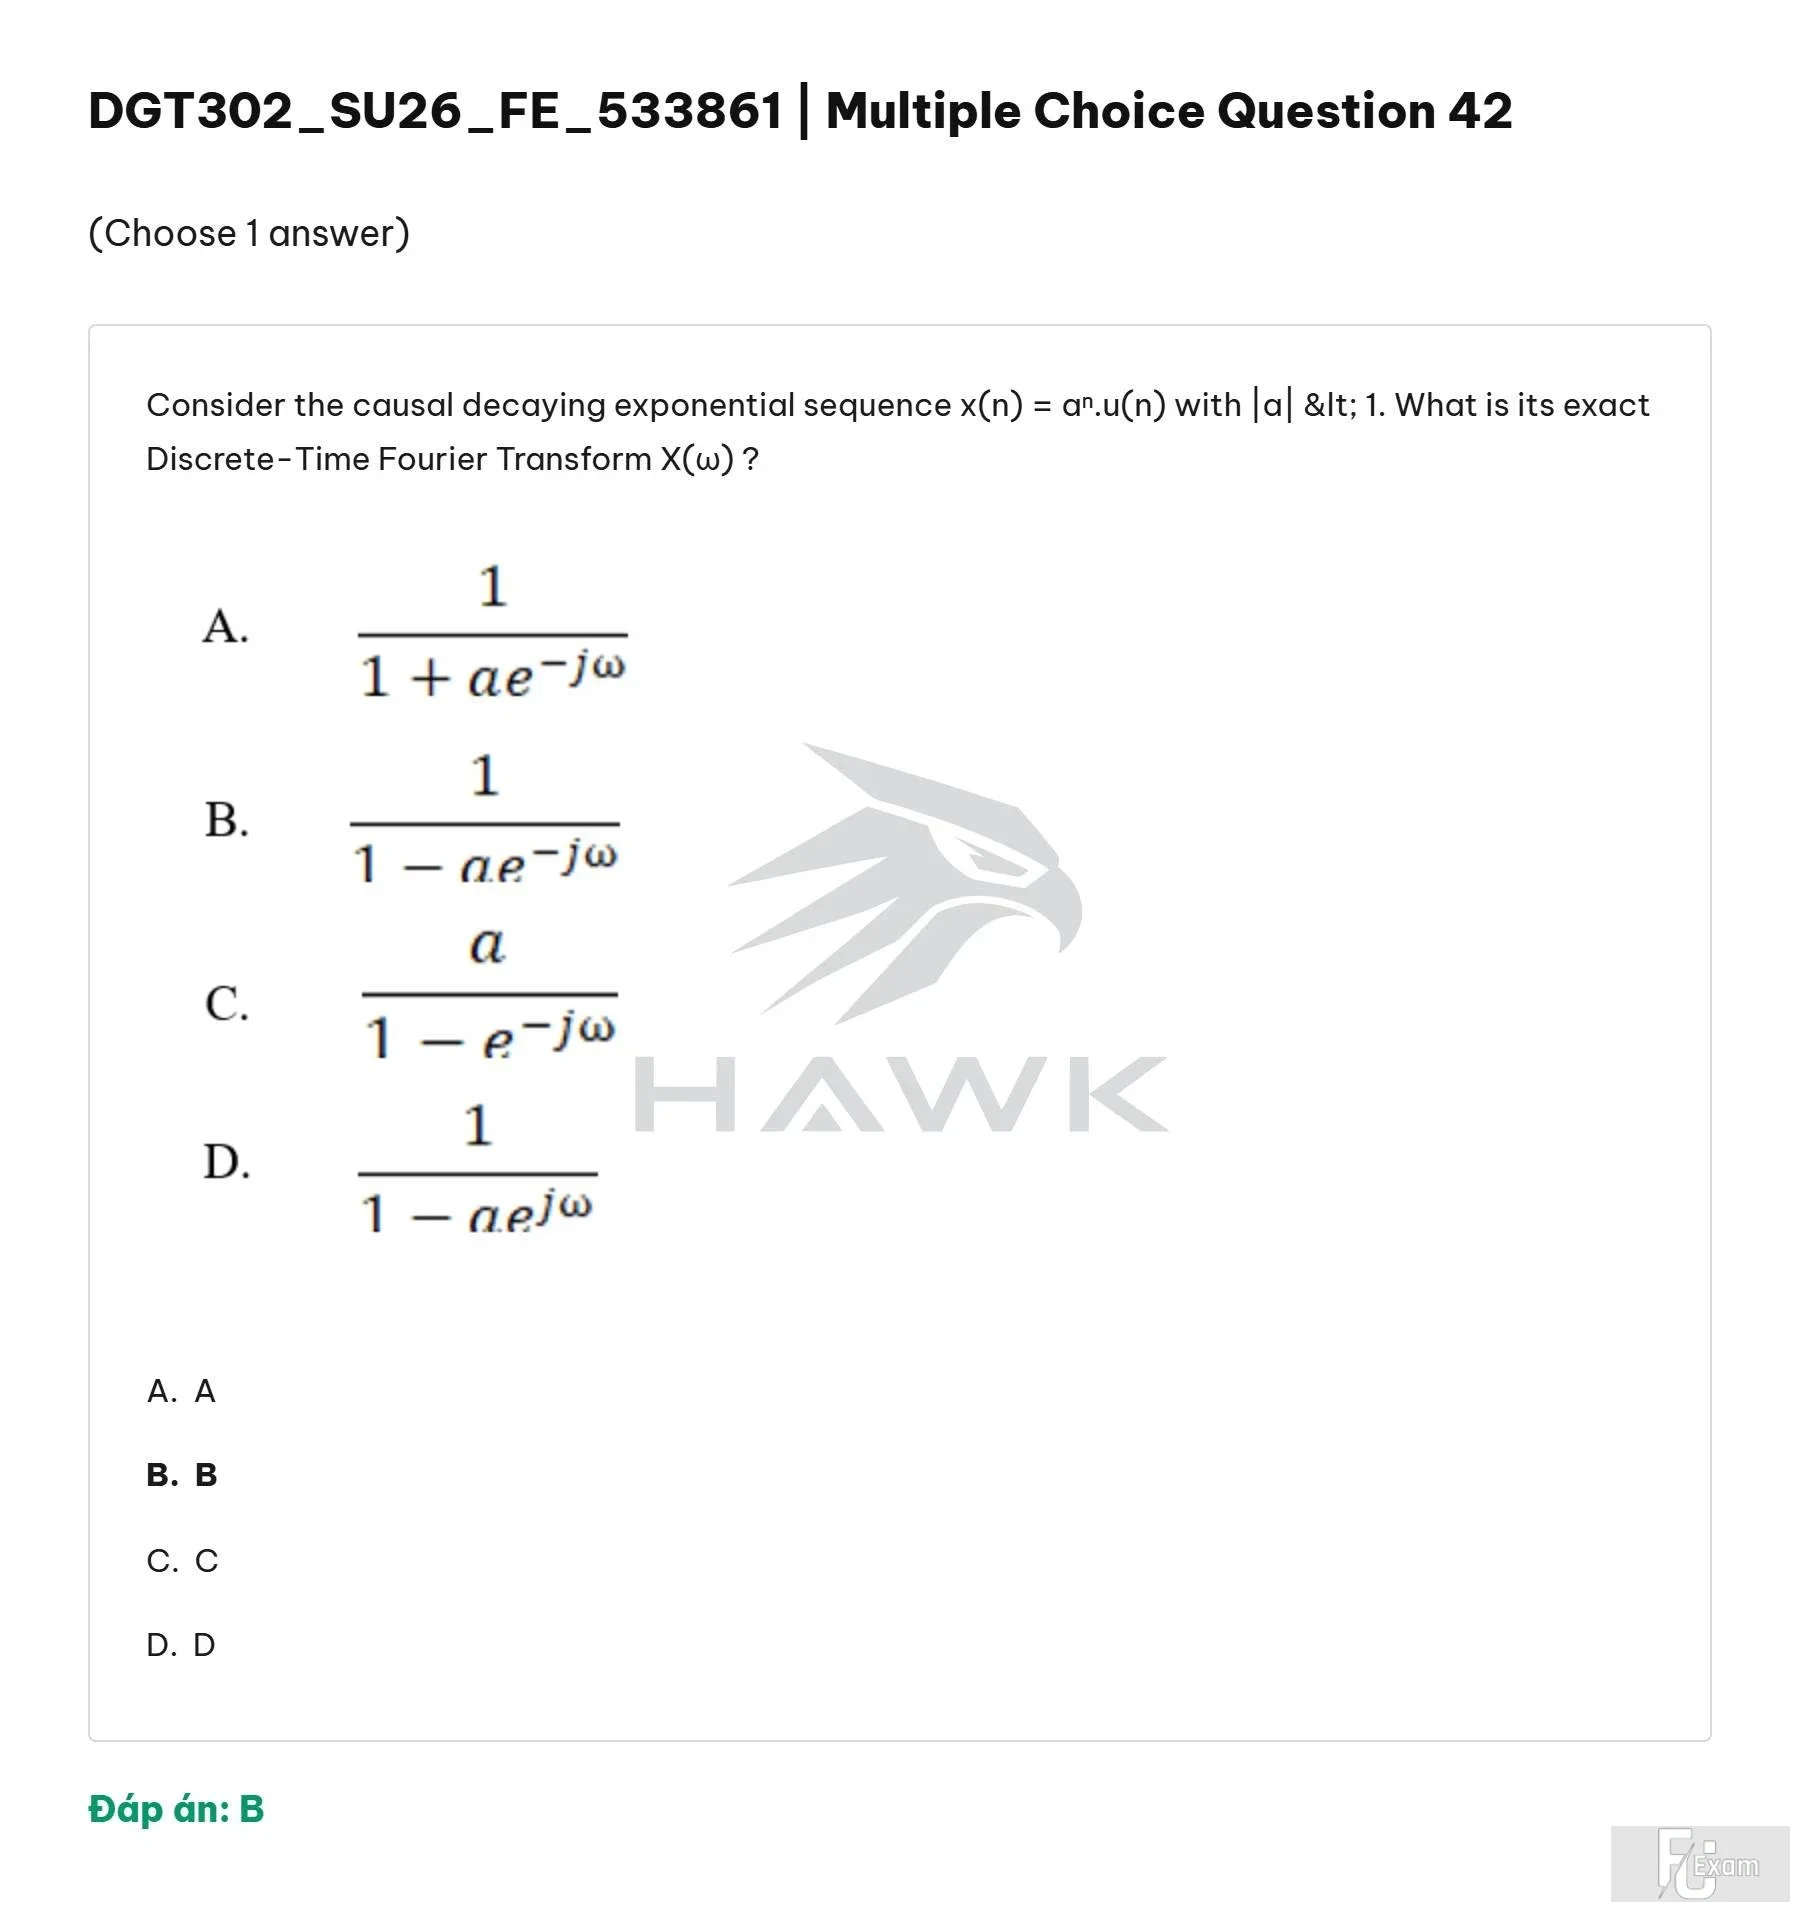 DGT302_SU26_FE_533861 | Multiple Choice Question 42
(Choose 1 answer)
Consider the causal decaying exponential sequence x(n) = aⁿ.u(n) with |a| &lt; 1. What is its exact
Discrete-Time Fourier Transform X(ω) ?
A. 1 / (1 + ae^{-jω})
B. 1 / (1 − ae^{-jω})
C. a / (1 − e^{-jω})
D. 1 / (1 − ae^{jω})
HAWK
A. A
B. B
C. C
D. D
Đáp án: B
FU Exam